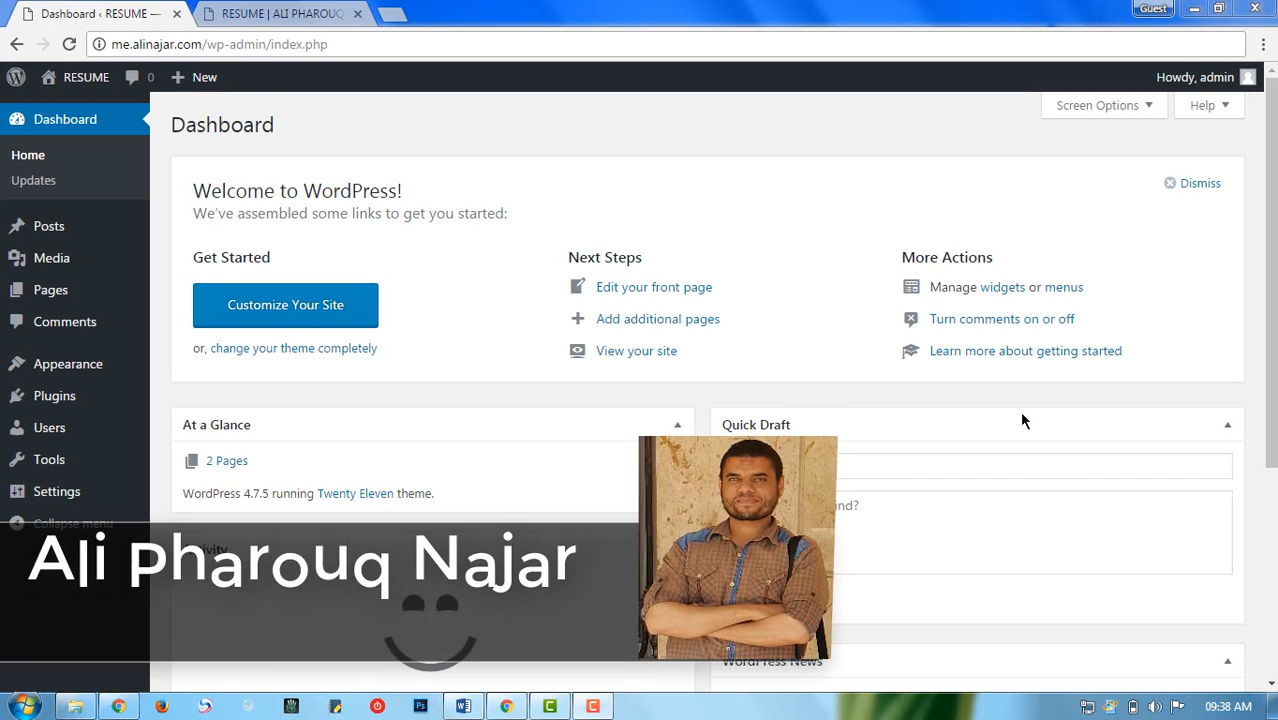 Dashboard ‹ RESUME —
RESUME | ALI PHAROUQ
Guest
me.alinajar.com/wp-admin/index.php
RESUME 0 New
Howdy, admin
Screen Options
Help
Dashboard
Home
Updates
Posts
Media
Pages
Comments
Appearance
Plugins
Users
Tools
Settings
Collapse menu
Dashboard
Welcome to WordPress!
Dismiss
We've assembled some links to get you started:
Get Started
Customize Your Site
or, change your theme completely
Next Steps
Edit your front page
Add additional pages
View your site
More Actions
Manage widgets or menus
Turn comments on or off
Learn more about getting started
At a Glance
2 Pages
WordPress 4.7.5 running Twenty Eleven theme.
Quick Draft
Ali Pharouq Najar
WordPress News
09:38 AM